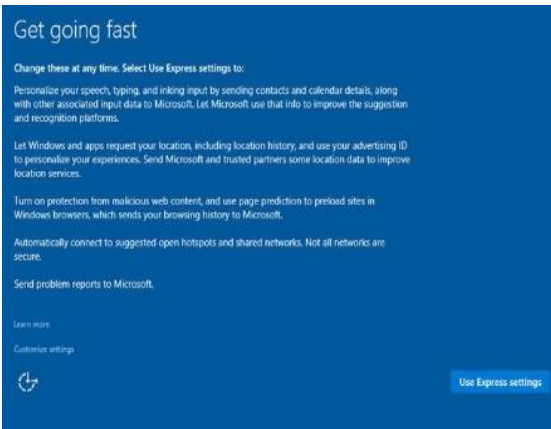 Get going fast
Change these at any time. Select Use Express settings to:
Personalize your speech, typing, and inking input by sending contacts and calendar details, along
with other associated input data to Microsoft. Let Microsoft use that info to improve the suggestion
and recognition platforms.
Let Windows and apps request your location, including location history, and use your advertising ID
to personalize your experiences. Send Microsoft and trusted partners some location data to improve
location services.
Turn on protection from malicious web content, and use page prediction to preload sites in
Windows browsers, which sends your browsing history to Microsoft.
Automatically connect to suggested open hotspots and shared networks. Not all networks are
secure.
Send problem reports to Microsoft.
Learn more
Customize settings
Use Express settings